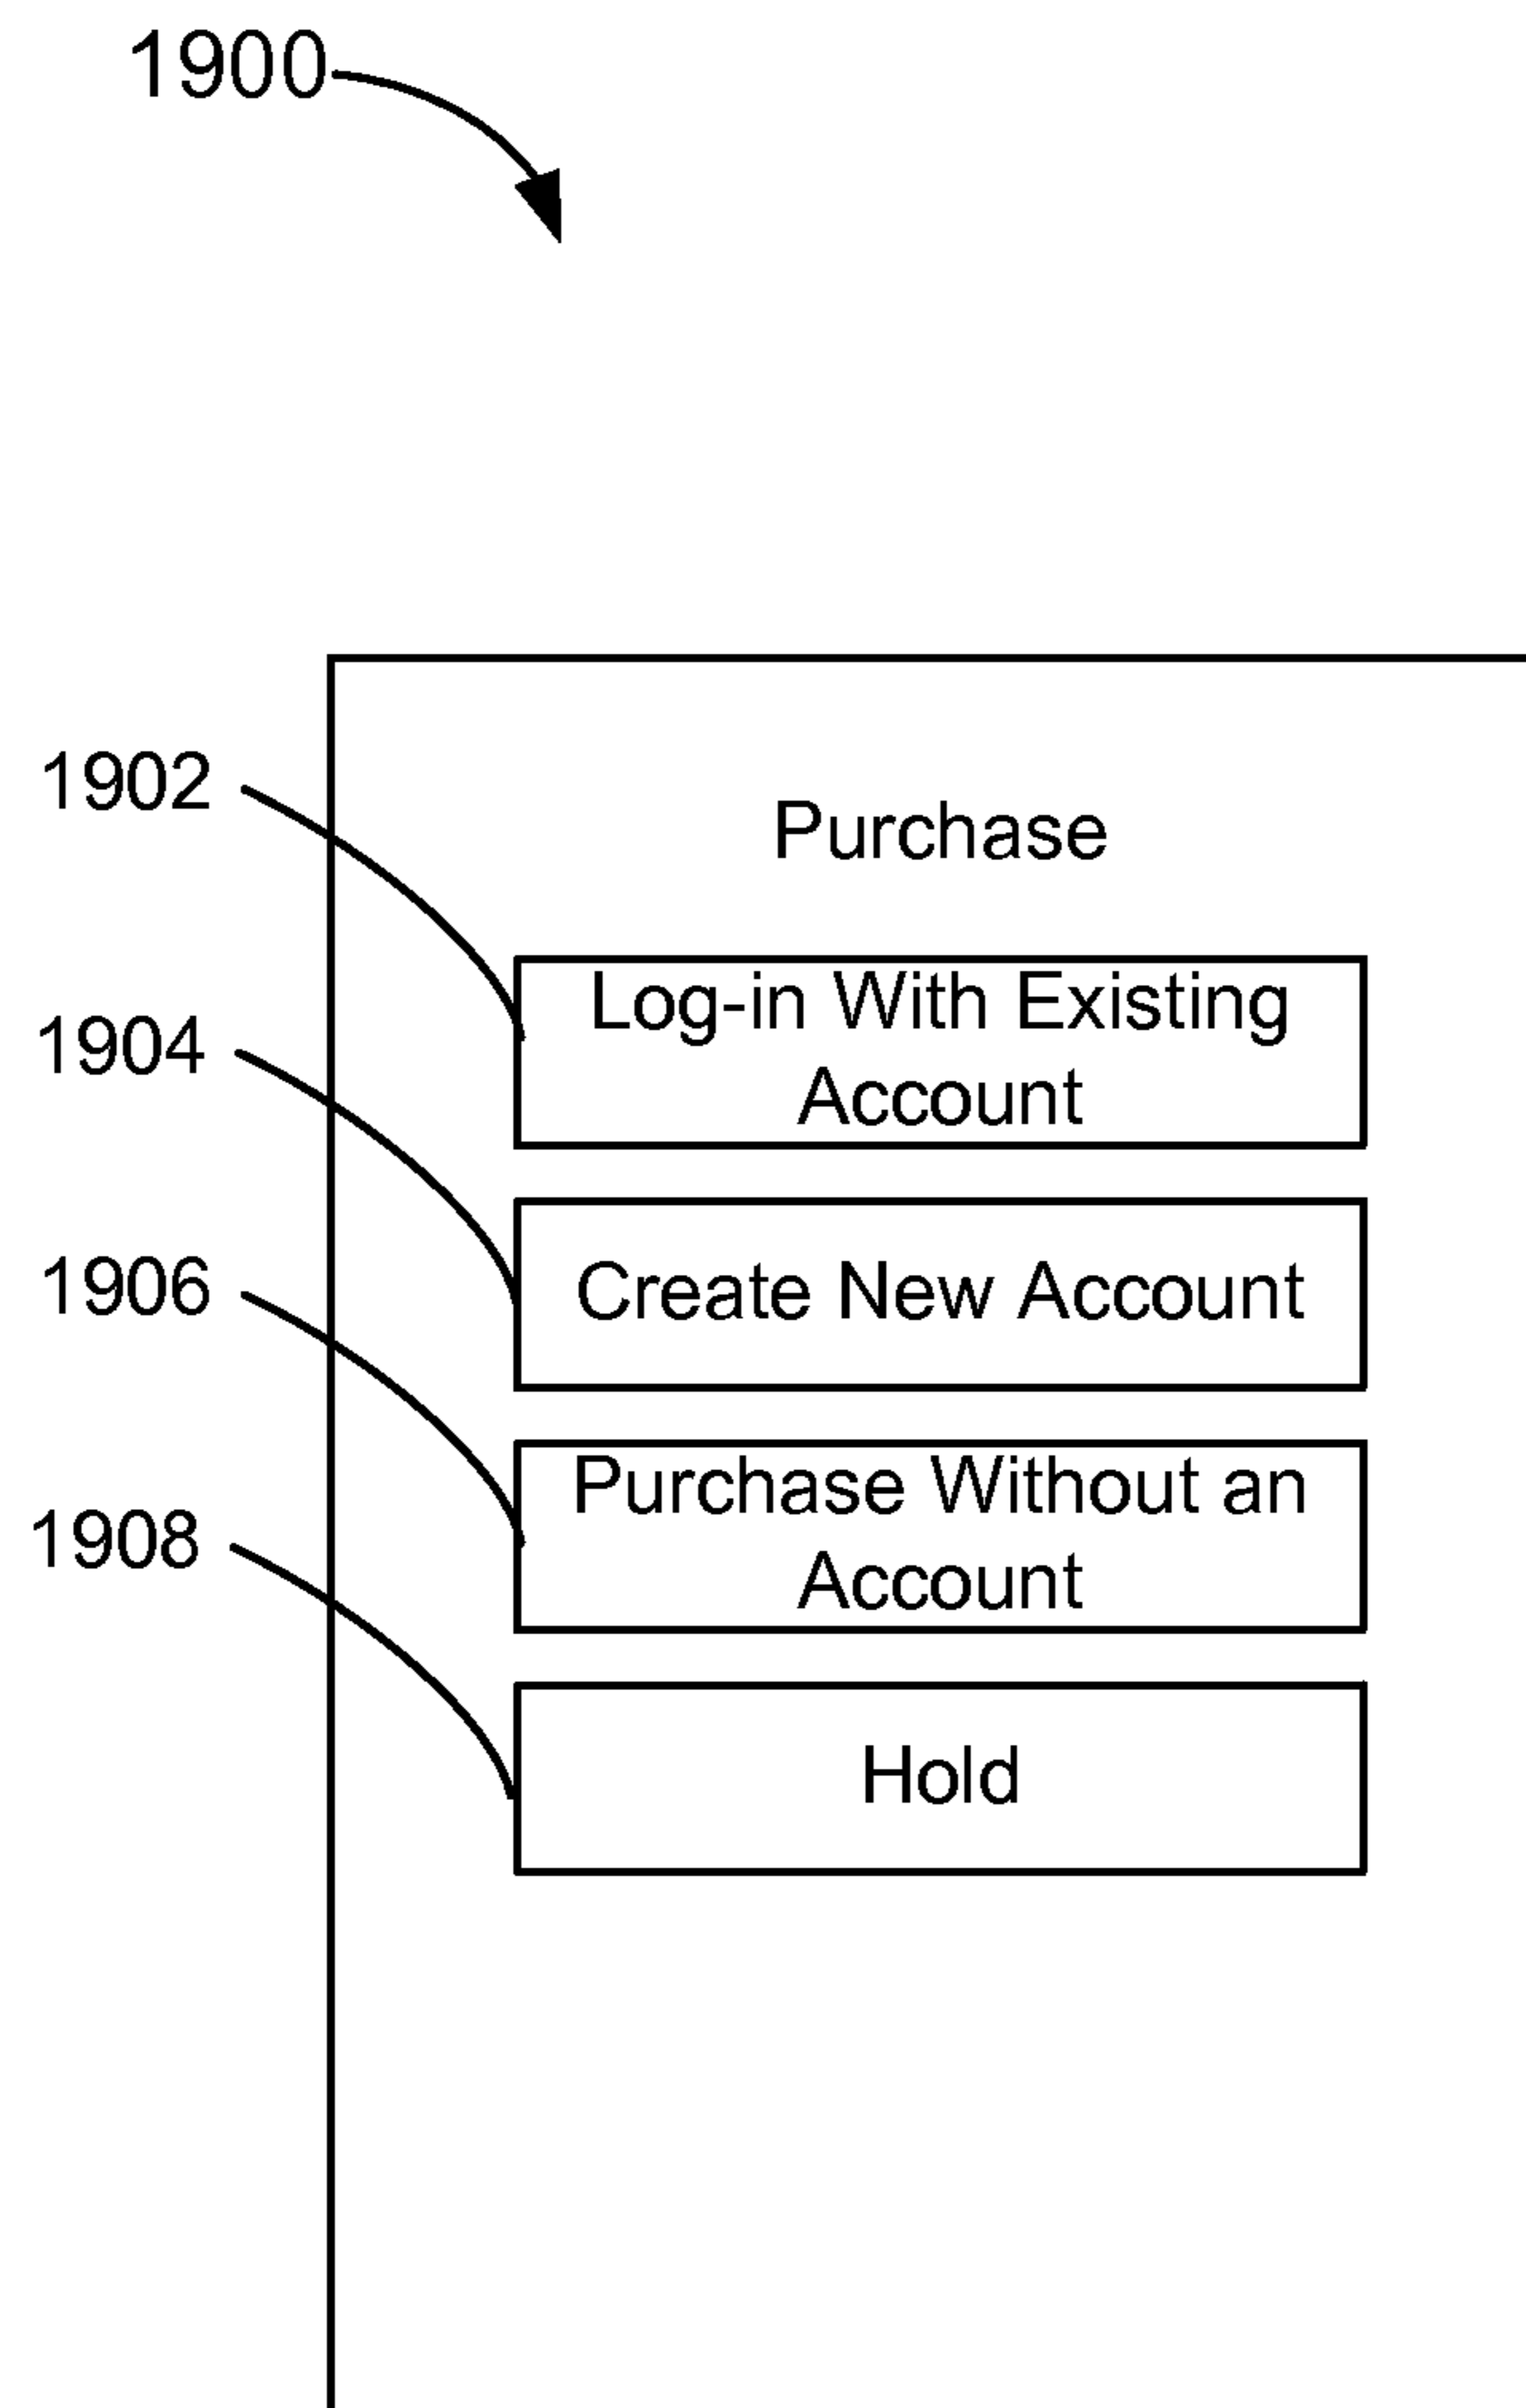 1900
1902
Purchase
Log-in With Existing
Account
1904
Create New Account
1906
Purchase Without an
Account
1908
Hold